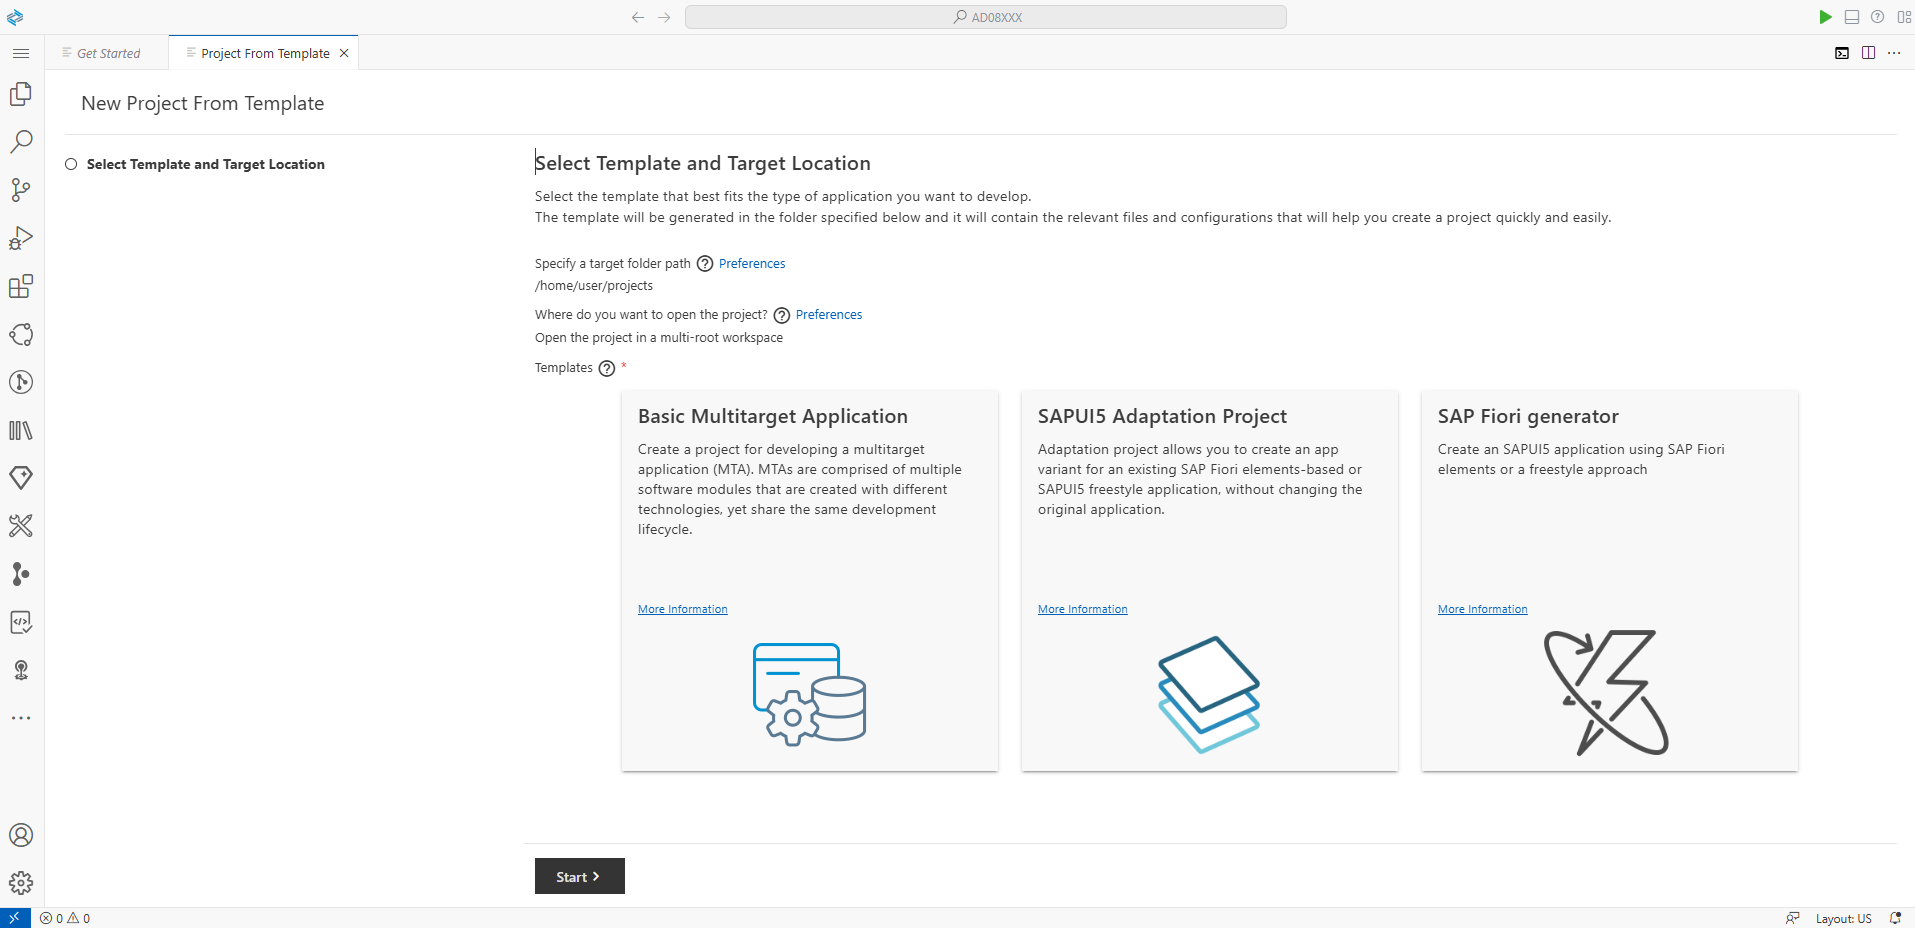 AD08XXX
Get Started
Project From Template
New Project From Template
Select Template and Target Location
Select Template and Target Location
Select the template that best fits the type of application you want to develop.
The template will be generated in the folder specified below and it will contain the relevant files and configurations that will help you create a project quickly and easily.
Specify a target folder path ? Preferences
/home/user/projects
Where do you want to open the project? ? Preferences
Open the project in a multi-root workspace
Templates ? *
Basic Multitarget Application
Create a project for developing a multitarget
application (MTA). MTAs are comprised of multiple
software modules that are created with different
technologies, yet share the same development
lifecycle.
More Information
SAPUI5 Adaptation Project
Adaptation project allows you to create an app
variant for an existing SAP Fiori elements-based or
SAPUI5 freestyle application, without changing the
original application.
More Information
SAP Fiori generator
Create an SAPUI5 application using SAP Fiori
elements or a freestyle approach
More Information
Start
0 0
Layout: US